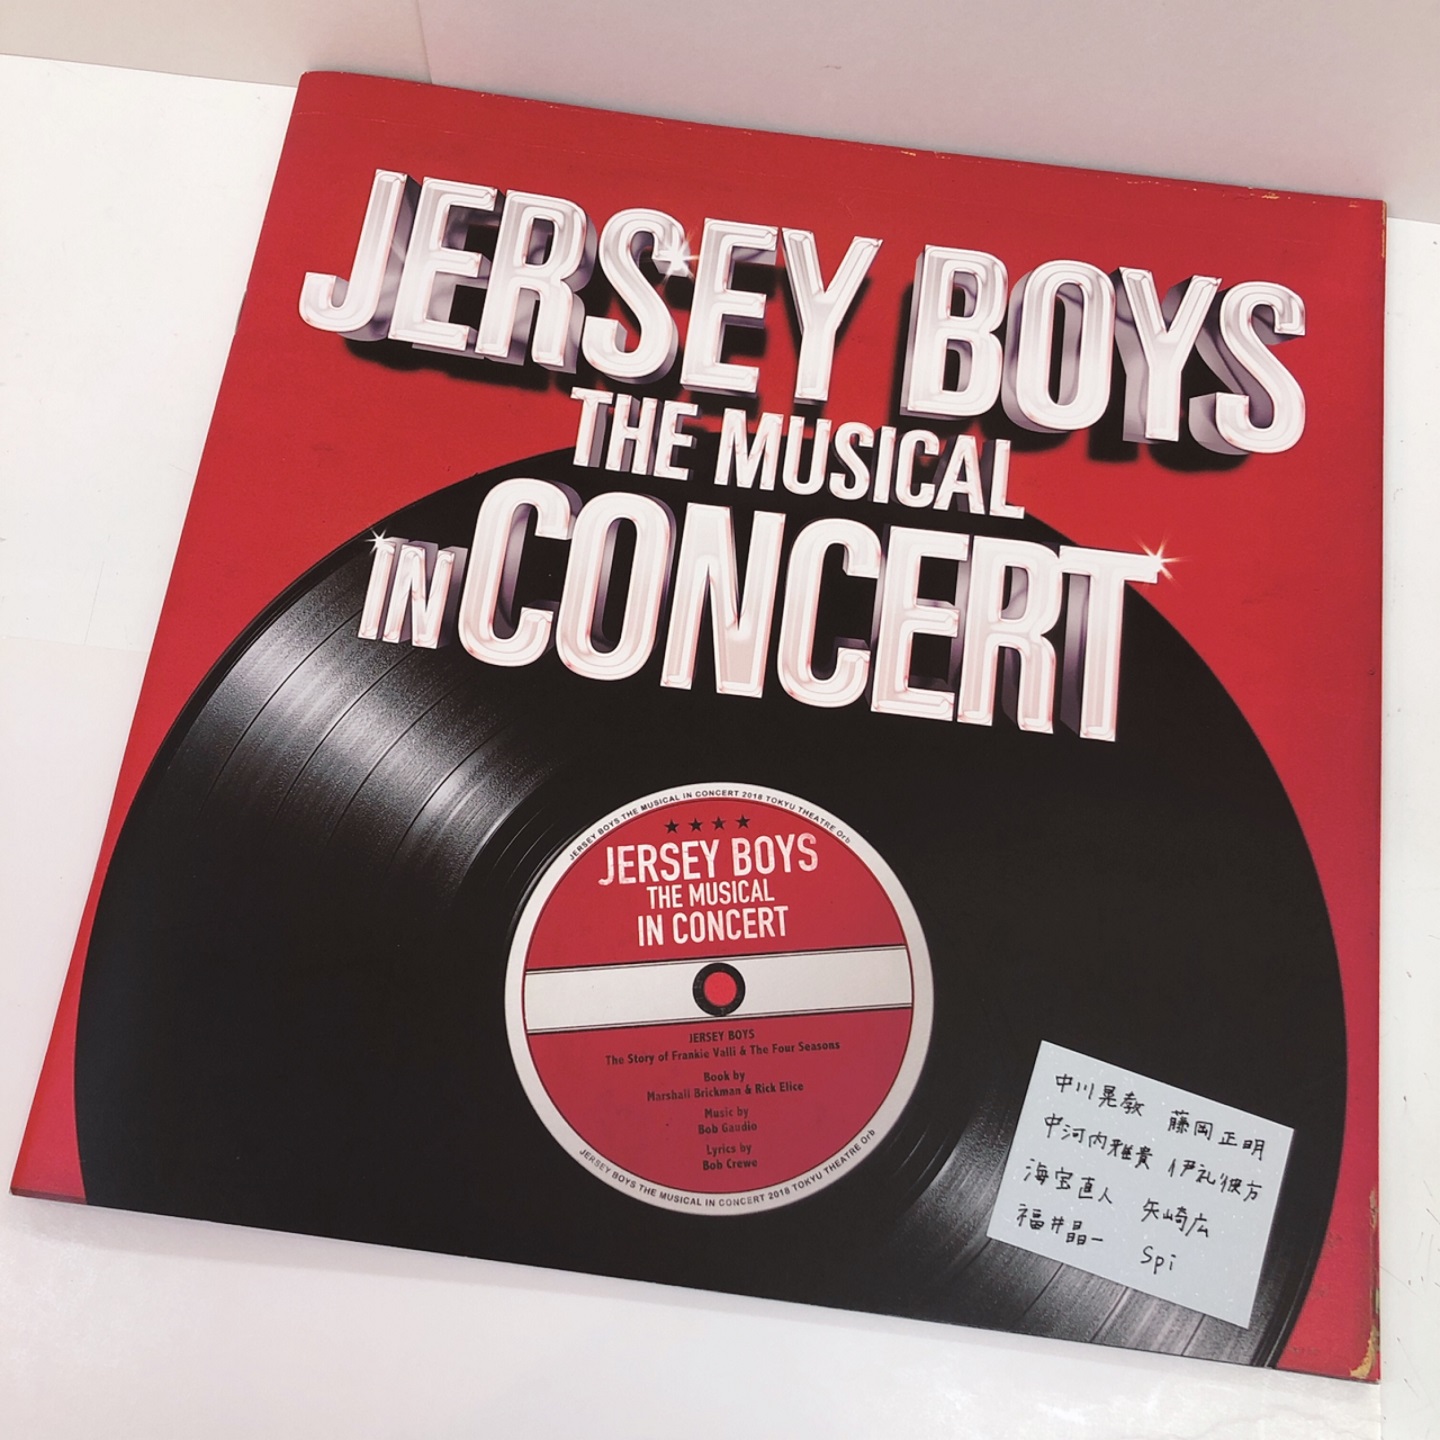 JERSEY BOYS
THE MUSICAL
IN CONCERT
JERSEY BOYS THE MUSICAL IN CONCERT 2018 TOKYU THEATRE Orb
★★★★
JERSEY BOYS
THE MUSICAL
IN CONCERT
JERSEY BOYS
The Story of Frankie Valli & The Four Seasons
Book by
Marshall Brickman & Rick Elice
Music by
Bob Gaudio
Lyrics by
Bob Crewe
JERSEY BOYS THE MUSICAL IN CONCERT 2018 TOKYU THEATRE Orb
中川晃教 藤岡正明
中河内雅貴 伊礼彼方
海宝直人 矢崎広
福井晶一 Spi